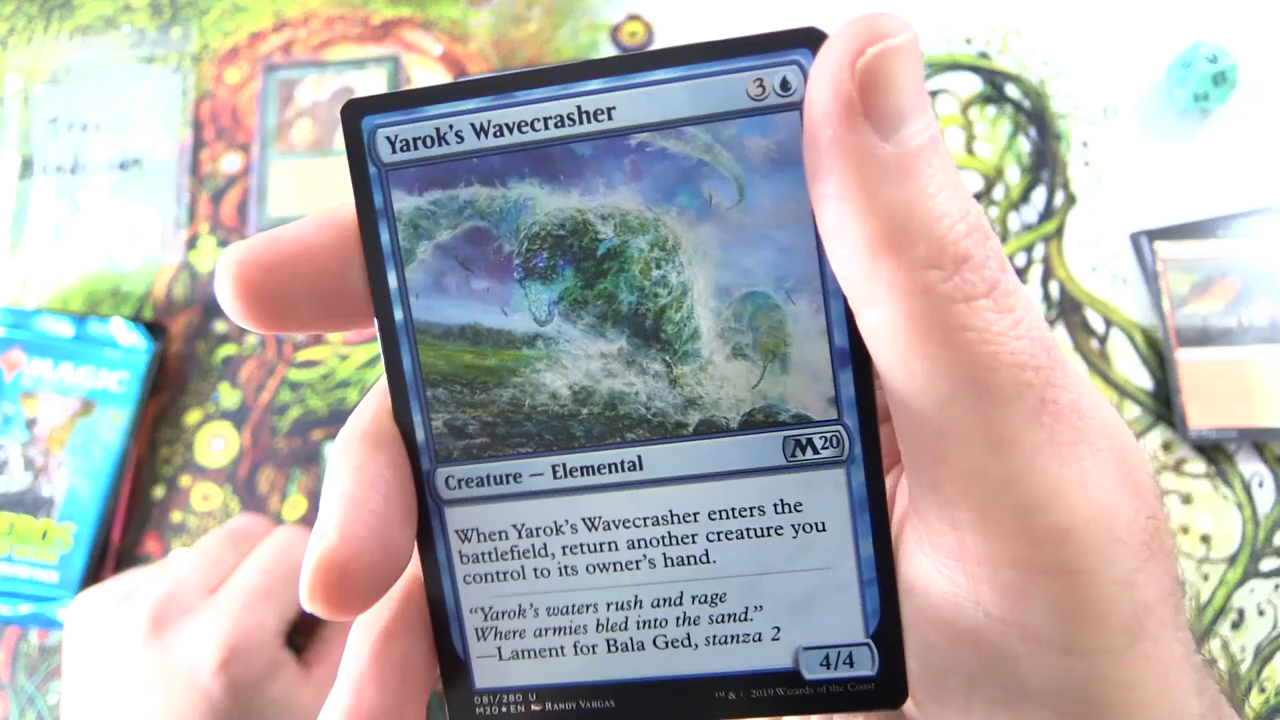 Yarok's Wavecrasher
3
MAGIC
M20
Creature — Elemental
When Yarok's Wavecrasher enters the
battlefield, return another creature you
control to its owner's hand.
"Yarok's waters rush and rage
Where armies bled into the sand."
—Lament for Bala Ged, stanza 2
4/4
081/280 U
M20★EN Randy Vargas
™ & © 2019 Wizards of the Coast